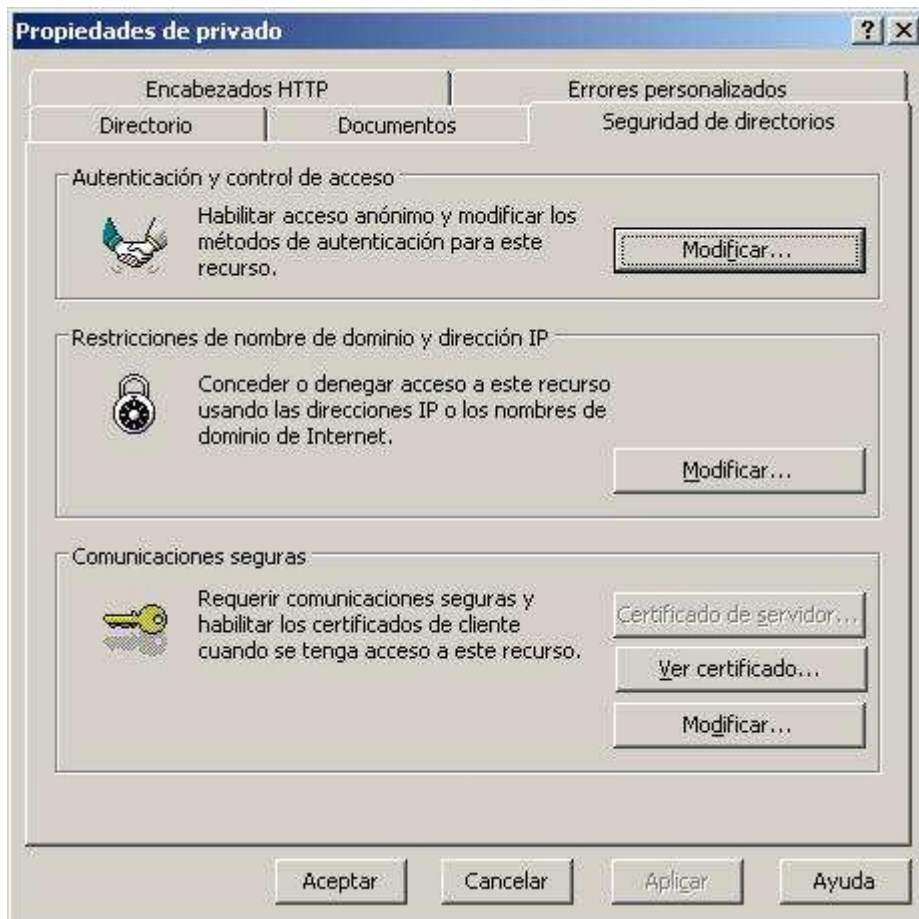 Propiedades de privado
Encabezados HTTP
Errores personalizados
Directorio
Documentos
Seguridad de directorios
Autenticación y control de acceso
Habilitar acceso anónimo y modificar los
métodos de autenticación para este
recurso.
Modificar...
Restricciones de nombre de dominio y dirección IP
Conceder o denegar acceso a este recurso
usando las direcciones IP o los nombres de
dominio de Internet.
Modificar...
Comunicaciones seguras
Requerir comunicaciones seguras y
habilitar los certificados de cliente
cuando se tenga acceso a este recurso.
Certificado de servidor...
Ver certificado...
Modificar...
Aceptar
Cancelar
Aplicar
Ayuda